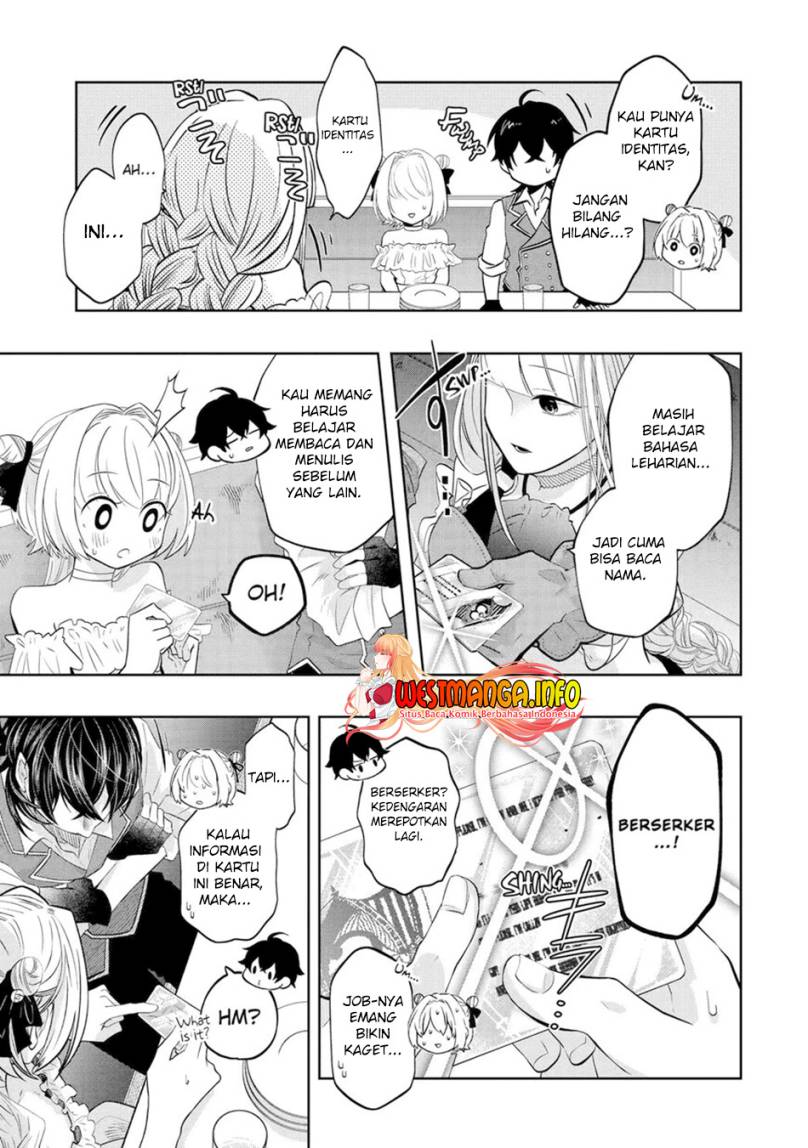 UM...
KAU PUNYA
KARTU
IDENTITAS,
KAN?
JANGAN
BILANG
HILANG...?
FWUMP
KARTU
IDENTITAS
...
RSTL
RSTL
AH...
INI...
SWP...
MASIH
BELAJAR
BAHASA
LEHARIAN...
JADI CUMA
BISA BACA
NAMA.
KAU MEMANG
HARUS
BELAJAR
MEMBACA DAN
MENULIS
SEBELUM
YANG LAIN.
Ah
OH!
WESTMANGA.INFO
Situs Baca Komik Berbahasa Indonesia
BERSERKER
...!
BERSERKER?
KEDENGARAN
MEREPOTKAN
LAGI.
SHING...
UM...
JOB-NYA
EMANG
BIKIN
KAGET...
TAPI...
KALAU
INFORMASI
DI KARTU
INI BENAR,
MAKA...
HM?
What
is it?